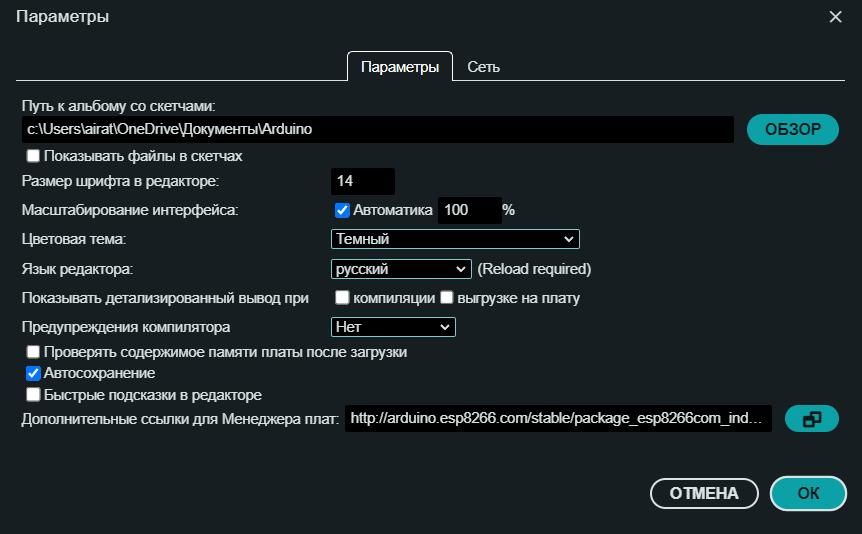 Параметры
Параметры Сеть
Путь к альбому со скетчами:
c:\Users\airat\OneDrive\Документы\Arduino ОБЗОР
Показывать файлы в скетчах
Размер шрифта в редакторе: 14
Масштабирование интерфейса: Автоматика 100 %
Цветовая тема: Темный
Язык редактора: русский (Reload required)
Показывать детализированный вывод при компиляции выгрузке на плату
Предупреждения компилятора Нет
Проверять содержимое памяти платы после загрузки
Автосохранение
Быстрые подсказки в редакторе
Дополнительные ссылки для Менеджера плат: http://arduino.esp8266.com/stable/package_esp8266com_ind...
ОТМЕНА ОК